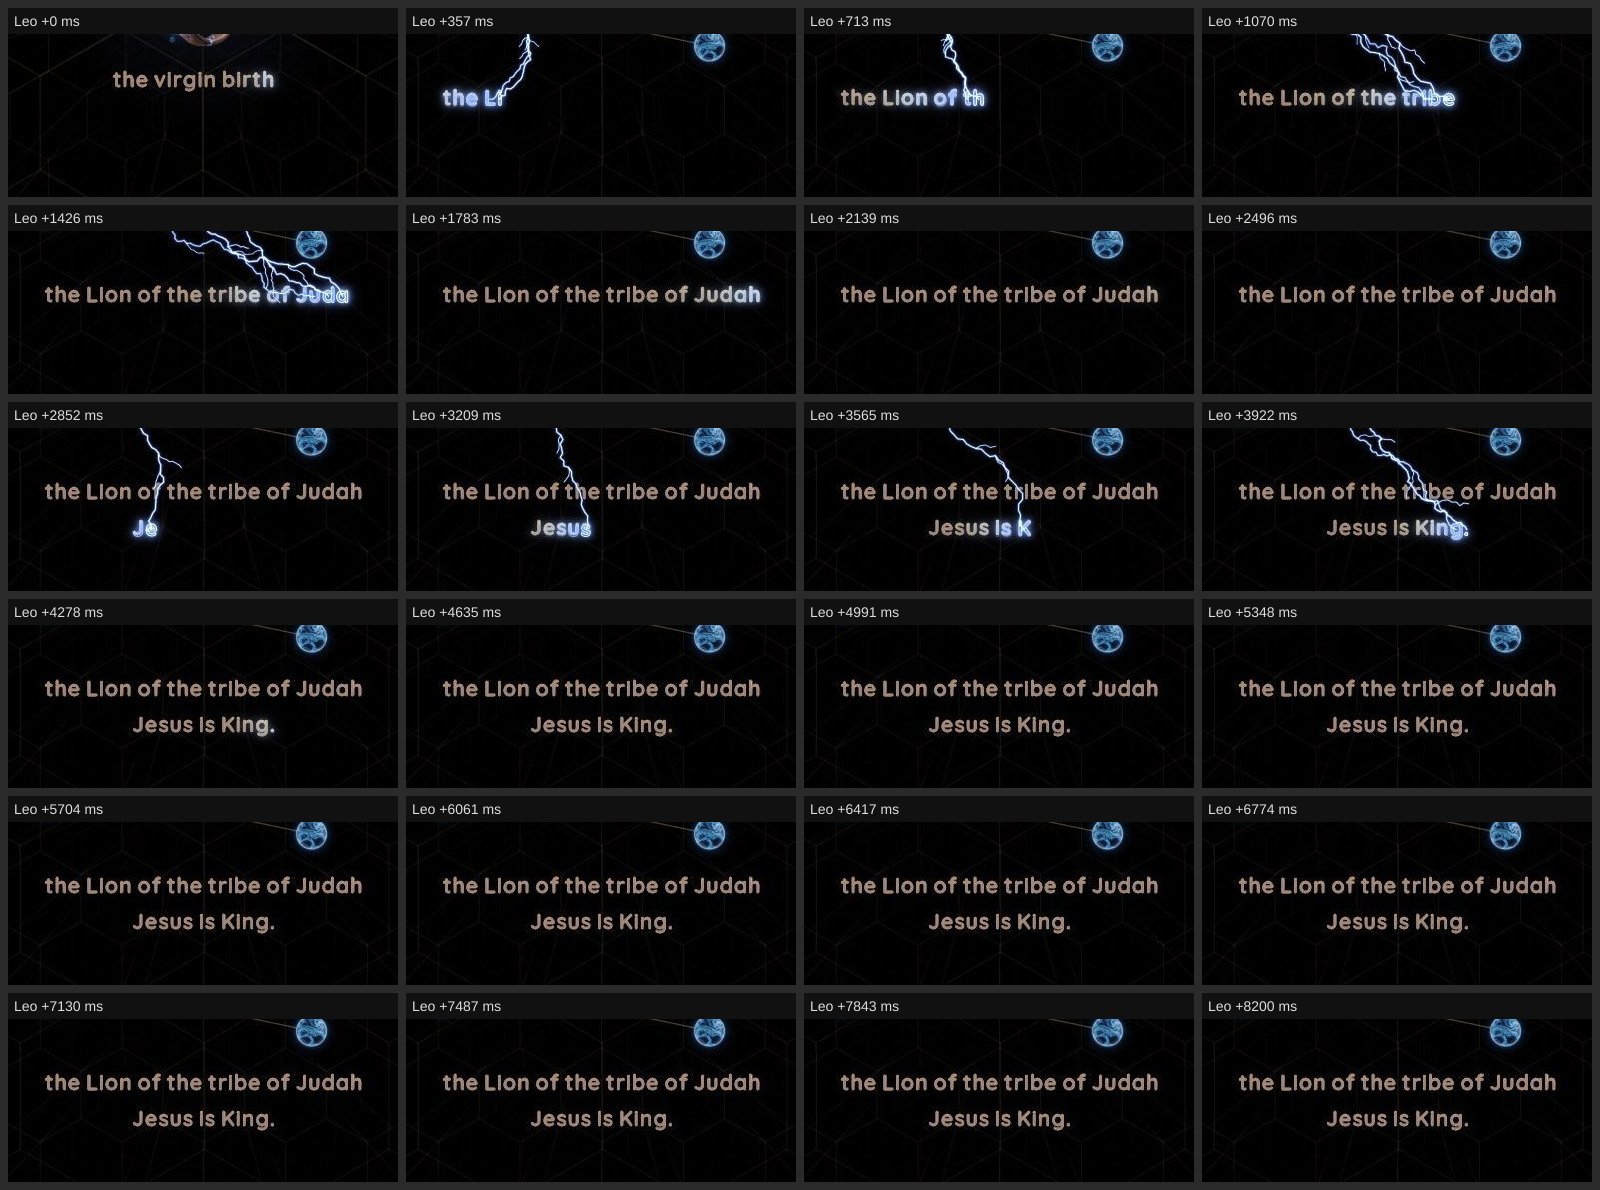 Leo +0 ms
the virgin birth
Leo +357 ms
the Li
Leo +713 ms
the Lion of th
Leo +1070 ms
the Lion of the tribe
Leo +1426 ms
the Lion of the tribe of Juda
Leo +1783 ms
the Lion of the tribe of Judah
Leo +2139 ms
the Lion of the tribe of Judah
Leo +2496 ms
the Lion of the tribe of Judah
Leo +2852 ms
the Lion of the tribe of Judah
Je
Leo +3209 ms
the Lion of the tribe of Judah
Jesus
Leo +3565 ms
the Lion of the tribe of Judah
Jesus is K
Leo +3922 ms
the Lion of the tribe of Judah
Jesus is King.
Leo +4278 ms
the Lion of the tribe of Judah
Jesus is King.
Leo +4635 ms
the Lion of the tribe of Judah
Jesus is King.
Leo +4991 ms
the Lion of the tribe of Judah
Jesus is King.
Leo +5348 ms
the Lion of the tribe of Judah
Jesus is King.
Leo +5704 ms
the Lion of the tribe of Judah
Jesus is King.
Leo +6061 ms
the Lion of the tribe of Judah
Jesus is King.
Leo +6417 ms
the Lion of the tribe of Judah
Jesus is King.
Leo +6774 ms
the Lion of the tribe of Judah
Jesus is King.
Leo +7130 ms
the Lion of the tribe of Judah
Jesus is King.
Leo +7487 ms
the Lion of the tribe of Judah
Jesus is King.
Leo +7843 ms
the Lion of the tribe of Judah
Jesus is King.
Leo +8200 ms
the Lion of the tribe of Judah
Jesus is King.